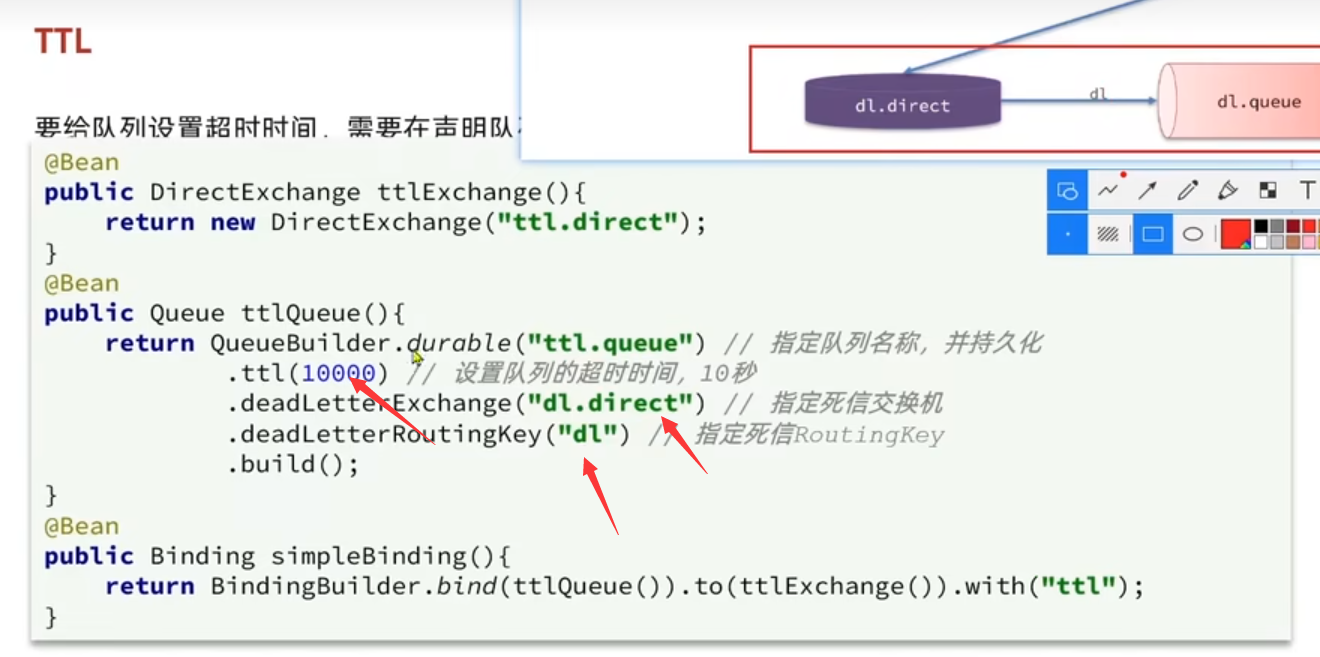 TTL
dl.direct
dl
dl.queue
要给队列设置超时时间，需要在声明队
@Bean
public DirectExchange ttlExchange(){
return new DirectExchange("ttl.direct");
}
@Bean
public Queue ttlQueue(){
return QueueBuilder.durable("ttl.queue") // 指定队列名称，并持久化
.ttl(10000) // 设置队列的超时时间，10秒
.deadLetterExchange("dl.direct") // 指定死信交换机
.deadLetterRoutingKey("dl") // 指定死信RoutingKey
.build();
}
@Bean
public Binding simpleBinding(){
return BindingBuilder.bind(ttlQueue()).to(ttlExchange()).with("ttl");
}